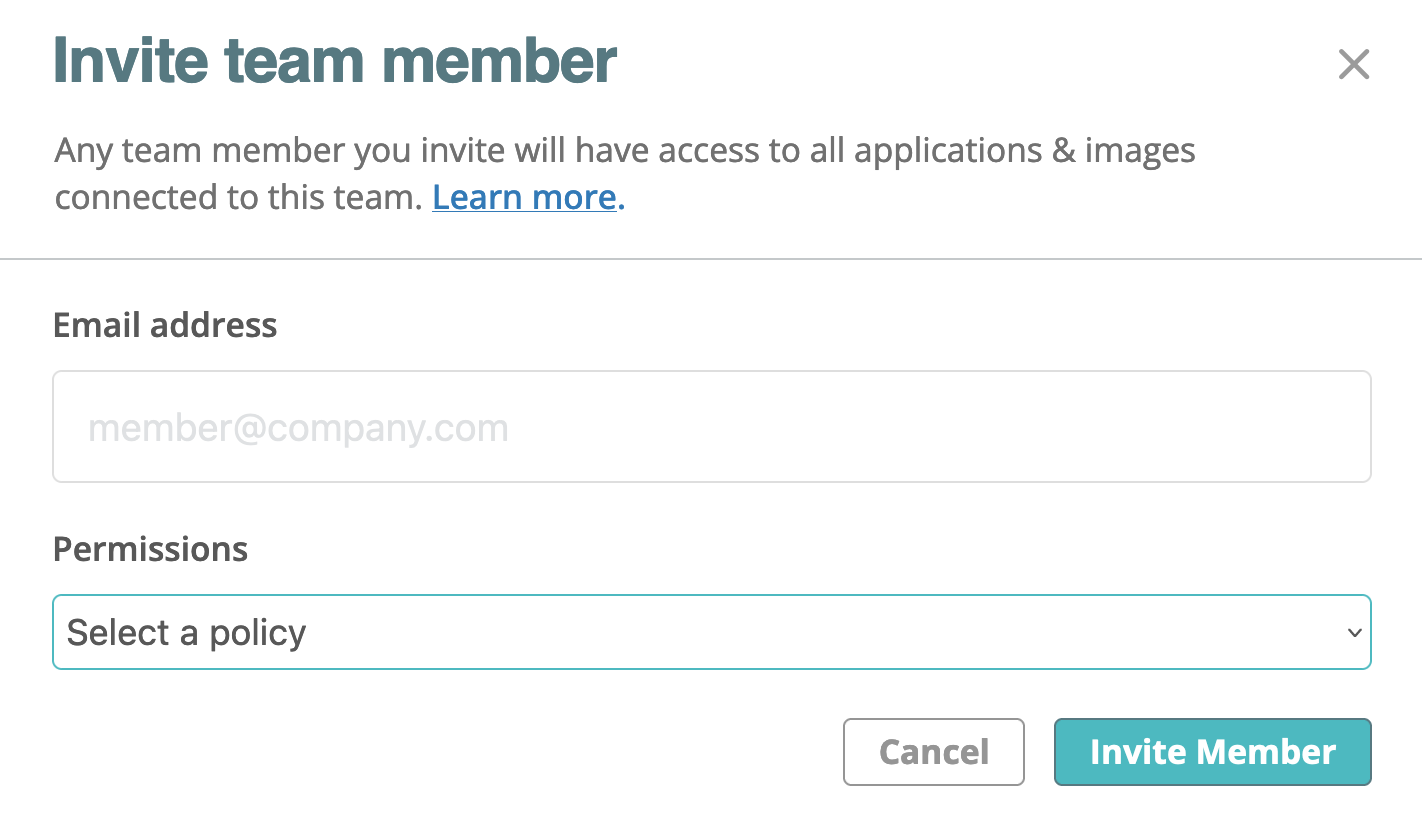 Invite team member
Any team member you invite will have access to all applications & images
connected to this team. Learn more.
Email address
member@company.com
Permissions
Select a policy
Cancel
Invite Member